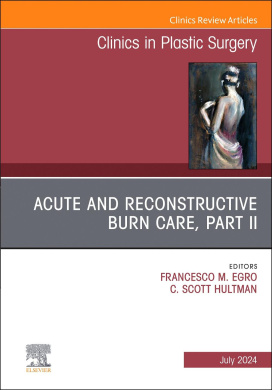 Clinics Review Articles
Clinics in Plastic Surgery
ACUTE AND RECONSTRUCTIVE
BURN CARE, PART II
EDITORS
FRANCESCO M. EGRO
C. SCOTT HULTMAN
ELSEVIER
July 2024